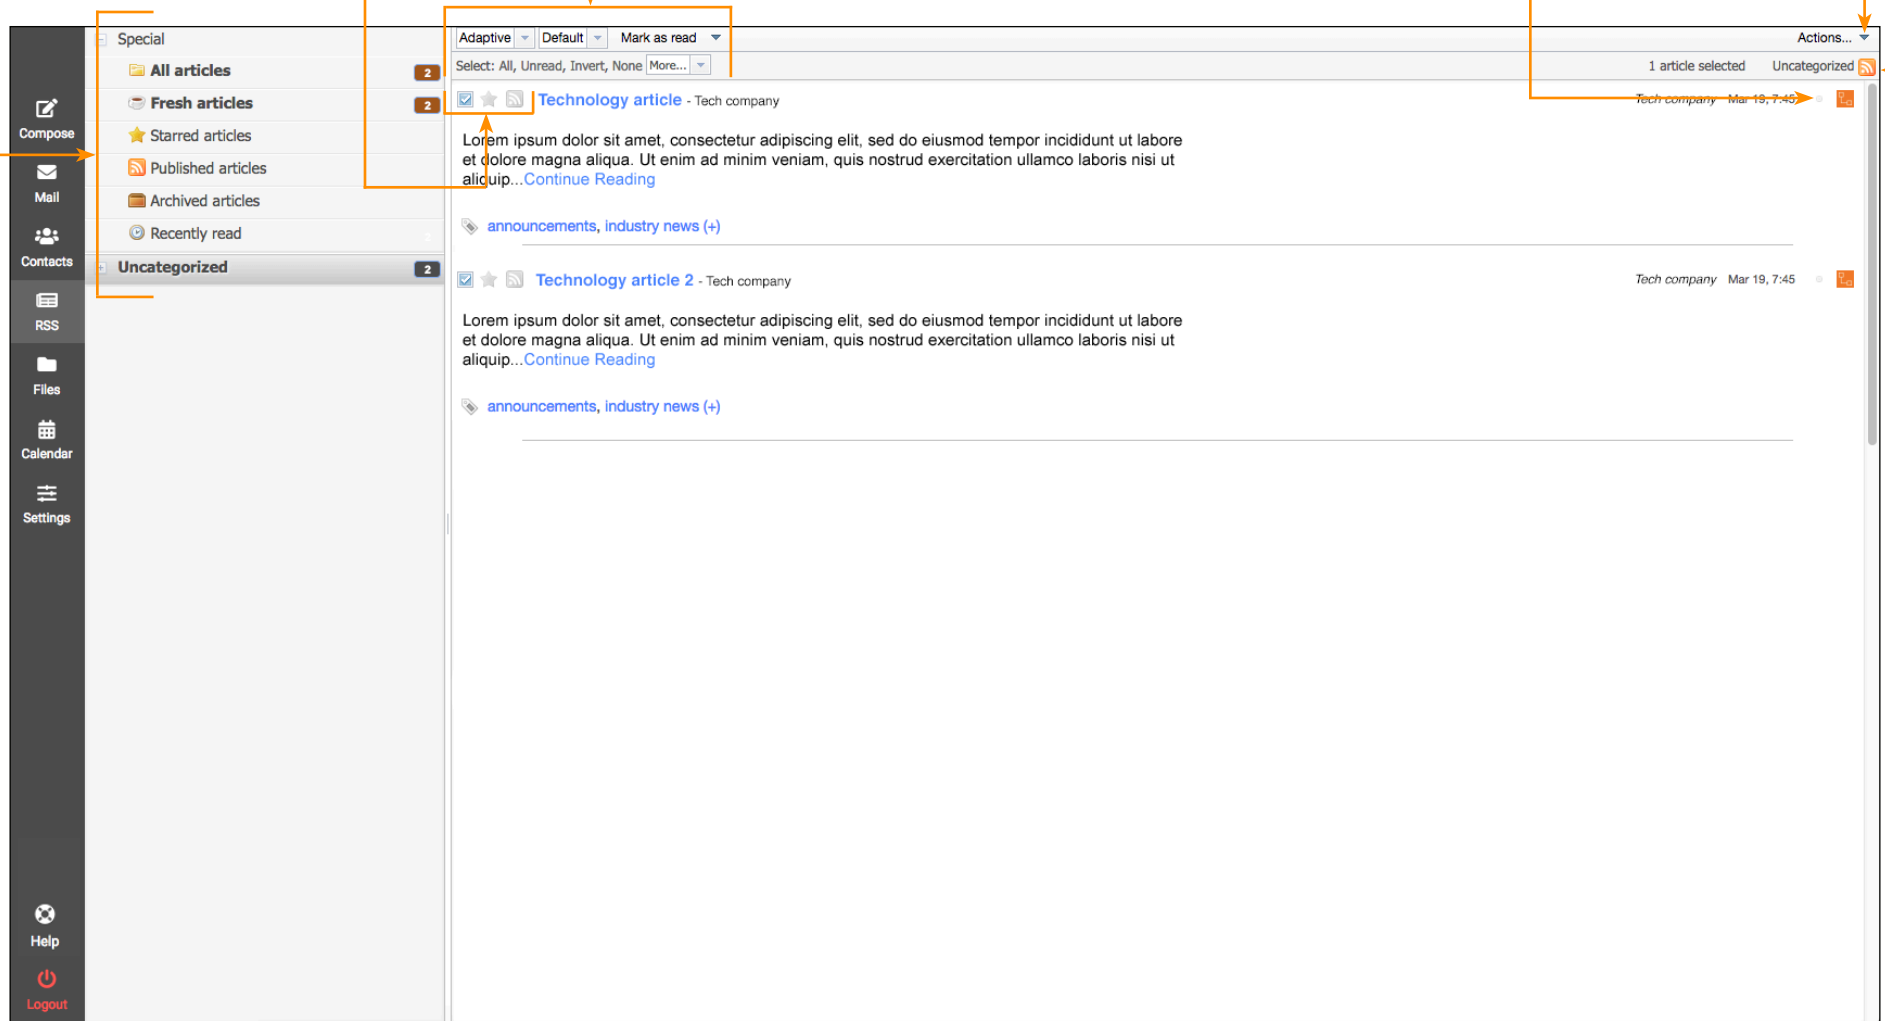 Compose
Mail
Contacts
RSS
Files
Calendar
Settings
Help
Logout
Special
All articles 2
Fresh articles 2
Starred articles
Published articles
Archived articles
Recently read
Uncategorized 2
Adaptive Default Mark as read Actions...
Select: All, Unread, Invert, None More... 1 article selected Uncategorized
Technology article - Tech company Tech company Mar 19, 7:45
Lorem ipsum dolor sit amet, consectetur adipiscing elit, sed do eiusmod tempor incididunt ut labore
et dolore magna aliqua. Ut enim ad minim veniam, quis nostrud exercitation ullamco laboris nisi ut
aliquip...Continue Reading
announcements, industry news (+)
Technology article 2 - Tech company Tech company Mar 19, 7:45
Lorem ipsum dolor sit amet, consectetur adipiscing elit, sed do eiusmod tempor incididunt ut labore
et dolore magna aliqua. Ut enim ad minim veniam, quis nostrud exercitation ullamco laboris nisi ut
aliquip...Continue Reading
announcements, industry news (+)